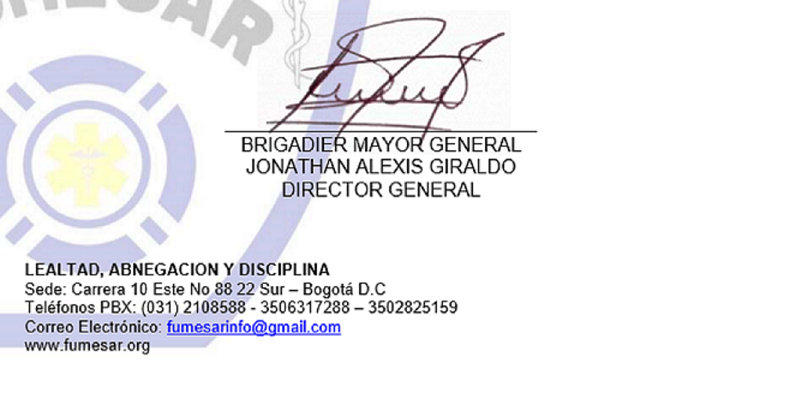 FUMESAR
BRIGADIER MAYOR GENERAL
JONATHAN ALEXIS GIRALDO
DIRECTOR GENERAL
LEALTAD, ABNEGACION Y DISCIPLINA
Sede: Carrera 10 Este No 88 22 Sur – Bogotá D.C
Teléfonos PBX: (031) 2108588 - 3506317288 – 3502825159
Correo Electrónico: fumesarinfo@gmail.com
www.fumesar.org